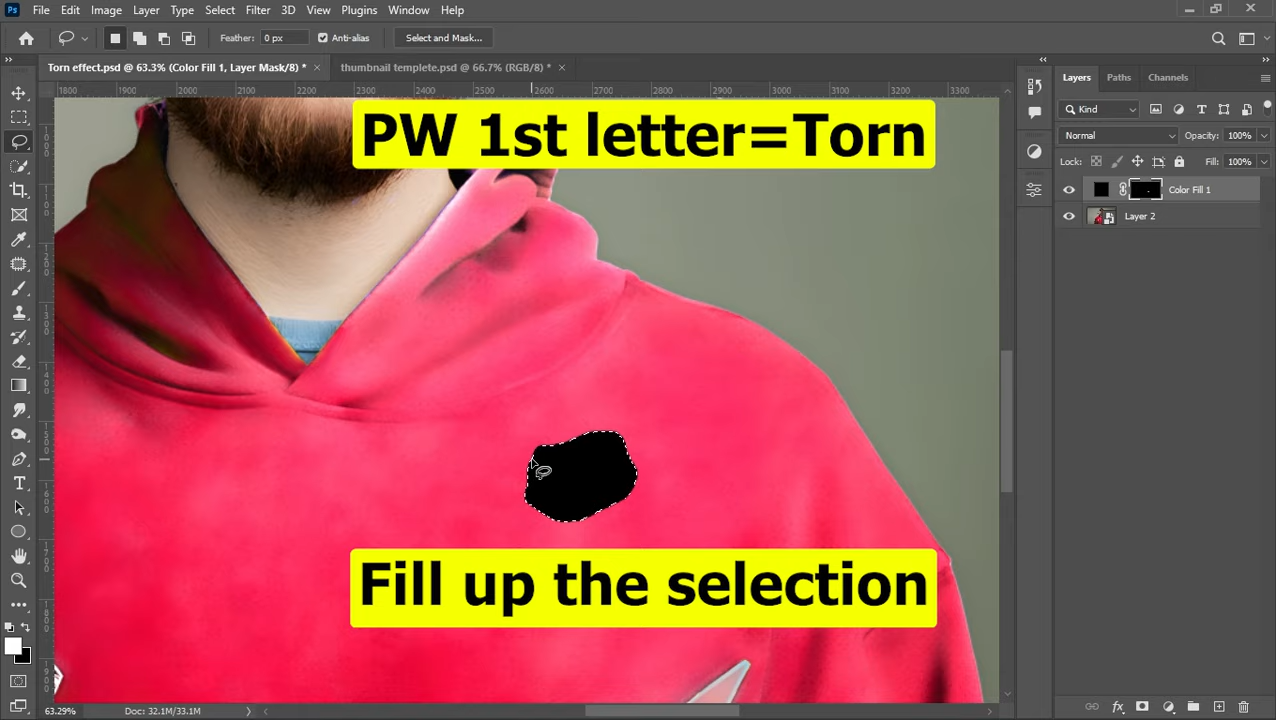 Ps File Edit Image Layer Type Select Filter 3D View Plugins Window Help
Feather: 0 px Anti-alias Select and Mask...
Torn effect.psd @ 63.3% (Color Fill 1, Layer Mask/8) * × thumbnail templete.psd @ 66.7% (RGB/8) * ×
1800 1900 2000 2100 2200 2300 2400 2500 2600 2700 2800 2900 3000 3100 3200 3300
PW 1st letter=Torn
Fill up the selection
Layers Paths Channels
Kind
Normal Opacity: 100%
Lock: Fill: 100%
Color Fill 1
Layer 2
63.29% Doc: 32.1M/33.1M